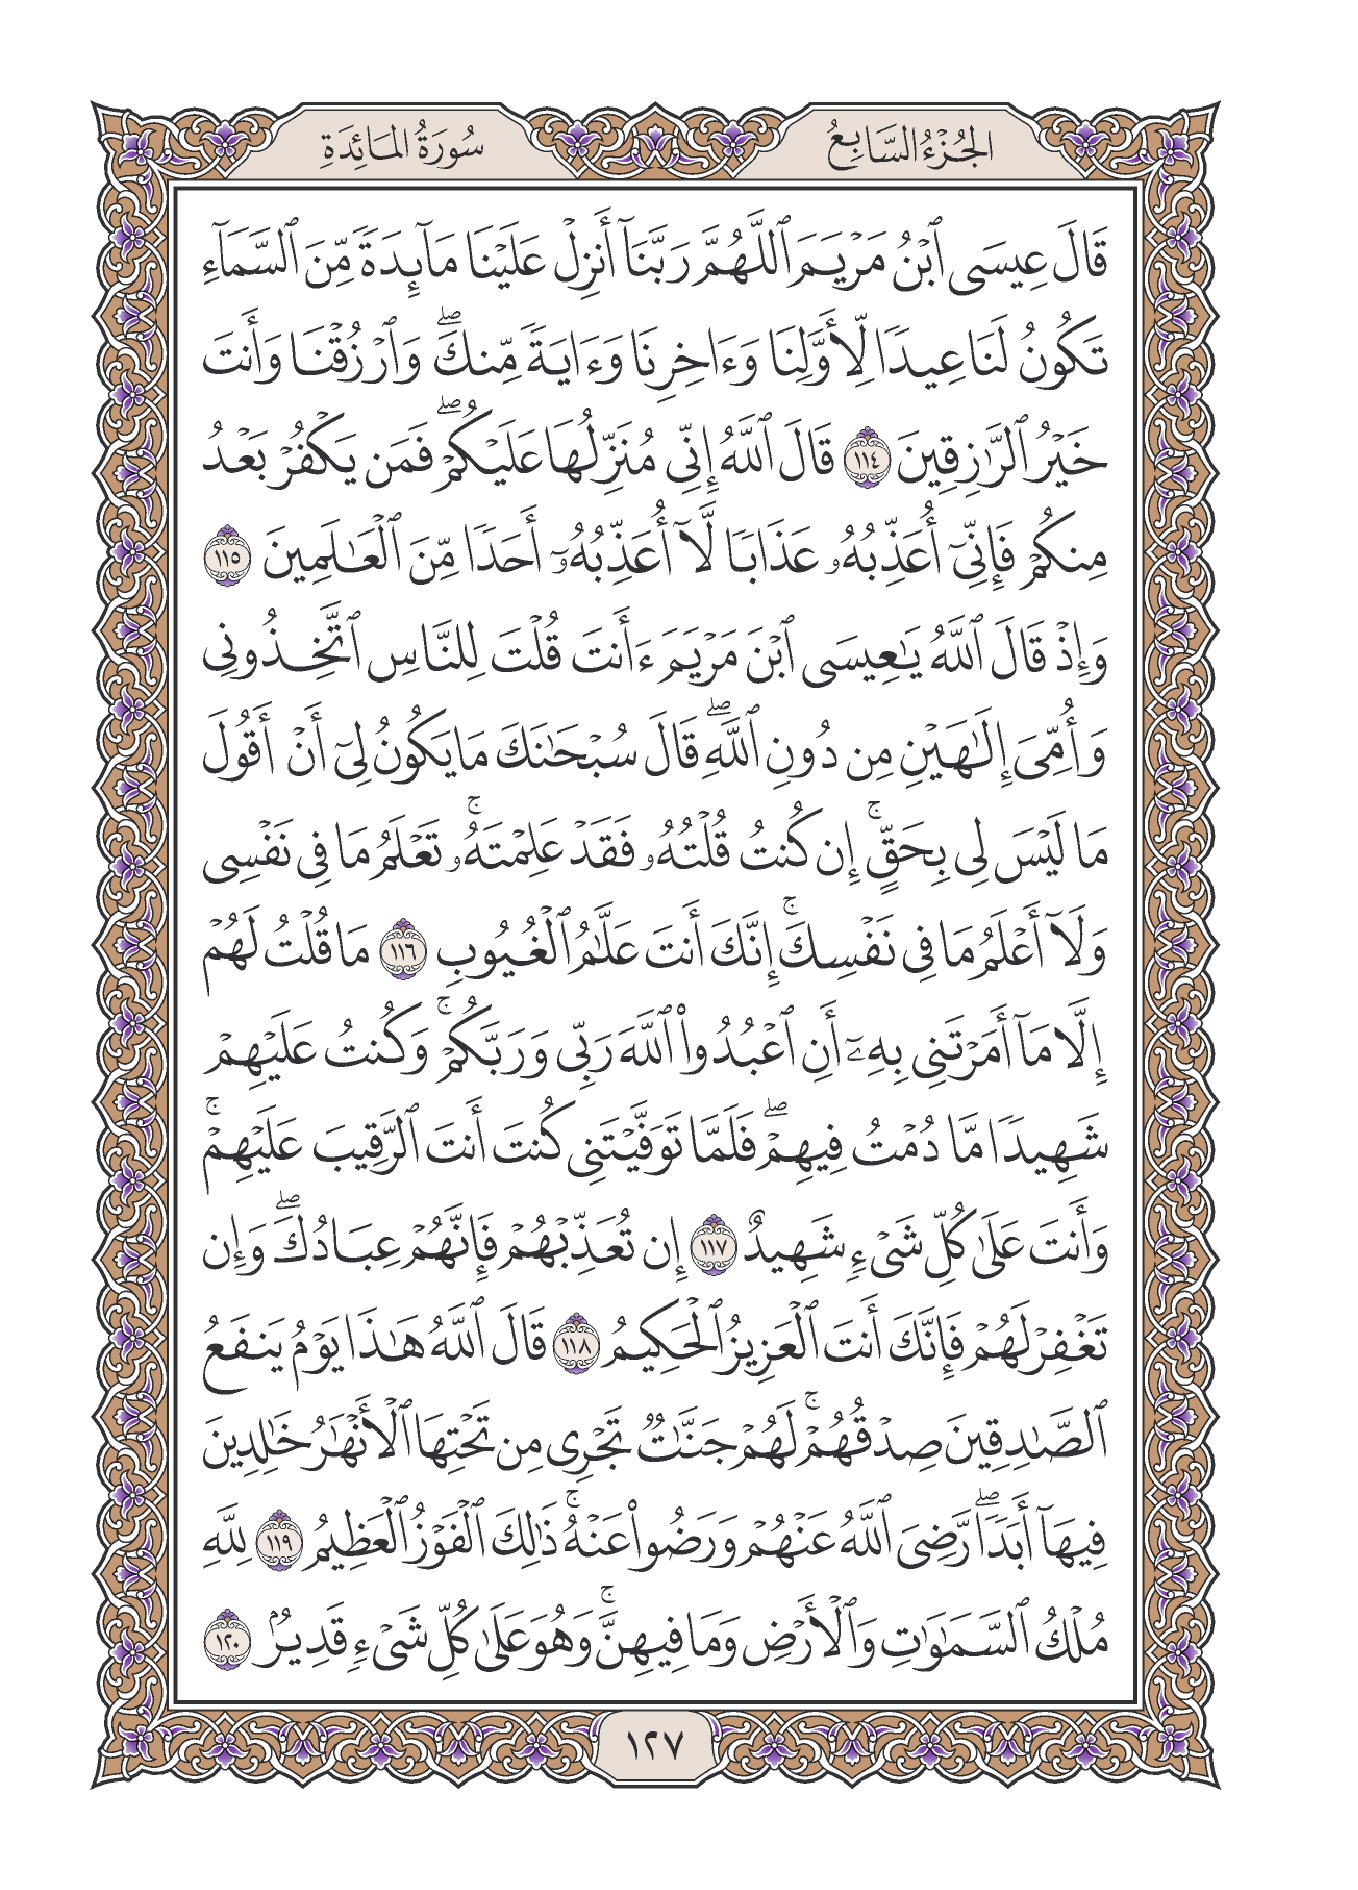 الجُزْءُ السَّابِعُ
سُورَةُ المَائِدَةِ
قَالَ عِيسَى ٱبْنُ مَرْيَمَ ٱللَّهُمَّ رَبَّنَآ أَنزِلْ عَلَيْنَا مَآئِدَةً مِّنَ ٱلسَّمَآءِ
تَكُونُ لَنَا عِيدًا لِّأَوَّلِنَا وَءَاخِرِنَا وَءَايَةً مِّنكَۖ وَٱرْزُقْنَا وَأَنتَ
خَيْرُ ٱلرَّٰزِقِينَ ١١٤ قَالَ ٱللَّهُ إِنِّى مُنَزِّلُهَا عَلَيْكُمْۖ فَمَن يَكْفُرْ بَعْدُ
مِنكُمْ فَإِنِّىٓ أُعَذِّبُهُۥ عَذَابًا لَّآ أُعَذِّبُهُۥٓ أَحَدًا مِّنَ ٱلْعَٰلَمِينَ ١١٥
وَإِذْ قَالَ ٱللَّهُ يَٰعِيسَى ٱبْنَ مَرْيَمَ ءَأَنتَ قُلْتَ لِلنَّاسِ ٱتَّخِذُونِى
وَأُمِّىَ إِلَٰهَيْنِ مِن دُونِ ٱللَّهِۖ قَالَ سُبْحَٰنَكَ مَا يَكُونُ لِىٓ أَنْ أَقُولَ
مَا لَيْسَ لِى بِحَقٍّۚ إِن كُنتُ قُلْتُهُۥ فَقَدْ عَلِمْتَهُۥۚ تَعْلَمُ مَا فِى نَفْسِى
وَلَآ أَعْلَمُ مَا فِى نَفْسِكَۚ إِنَّكَ أَنتَ عَلَّٰمُ ٱلْغُيُوبِ ١١٦ مَا قُلْتُ لَهُمْ
إِلَّا مَآ أَمَرْتَنِى بِهِۦٓ أَنِ ٱعْبُدُوا۟ ٱللَّهَ رَبِّى وَرَبَّكُمْۚ وَكُنتُ عَلَيْهِمْ
شَهِيدًا مَّا دُمْتُ فِيهِمْۖ فَلَمَّا تَوَفَّيْتَنِى كُنتَ أَنتَ ٱلرَّقِيبَ عَلَيْهِمْۚ
وَأَنتَ عَلَىٰ كُلِّ شَىْءٍ شَهِيدٌ ١١٧ إِن تُعَذِّبْهُمْ فَإِنَّهُمْ عِبَادُكَۖ وَإِن
تَغْفِرْ لَهُمْ فَإِنَّكَ أَنتَ ٱلْعَزِيزُ ٱلْحَكِيمُ ١١٨ قَالَ ٱللَّهُ هَٰذَا يَوْمُ يَنفَعُ
ٱلصَّٰدِقِينَ صِدْقُهُمْۚ لَهُمْ جَنَّٰتٌ تَجْرِى مِن تَحْتِهَا ٱلْأَنْهَٰرُ خَٰلِدِينَ
فِيهَآ أَبَدًاۖ رَّضِىَ ٱللَّهُ عَنْهُمْ وَرَضُوا۟ عَنْهُۚ ذَٰلِكَ ٱلْفَوْزُ ٱلْعَظِيمُ ١١٩ لِلَّهِ
مُلْكُ ٱلسَّمَٰوَٰتِ وَٱلْأَرْضِ وَمَا فِيهِنَّۚ وَهُوَ عَلَىٰ كُلِّ شَىْءٍ قَدِيرٌۢ ١٢٠
١٢٧